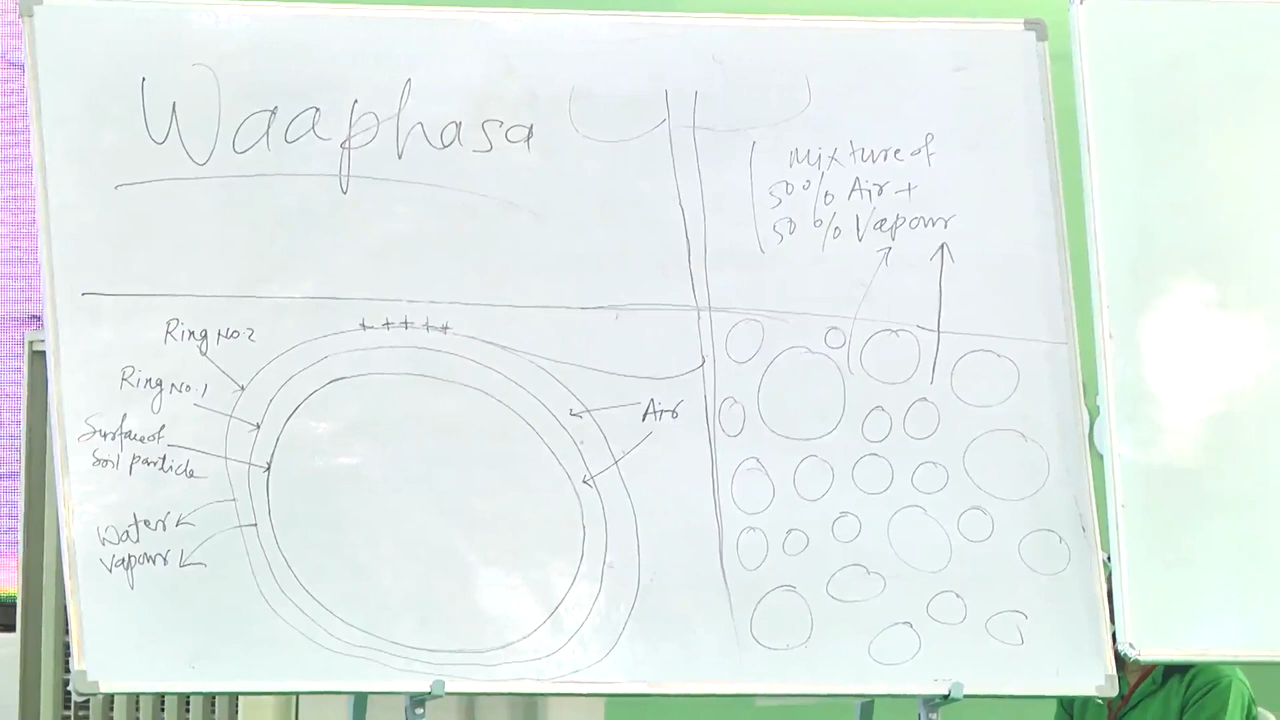 Waaphasa
Mixture of
50% Air +
50% Vapour
+ + + + +
Ring No 2
Ring No. 1
Surface of
Soil particle
Air
Water
vapour